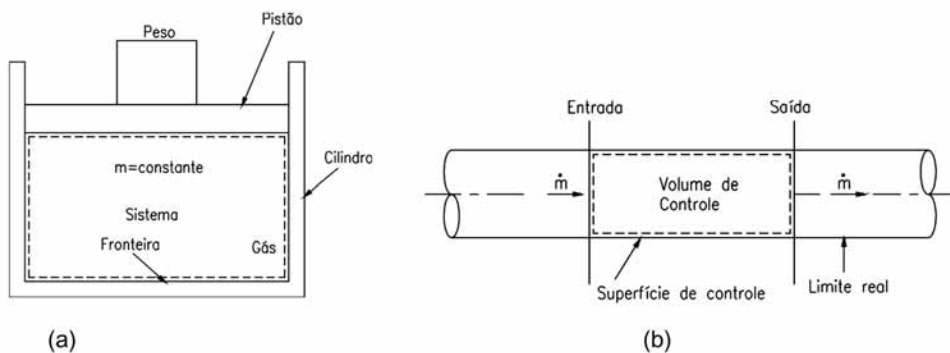 Peso
Pistão
Cilindro
m=constante
Sistema
Fronteira
Gás
(a)
Entrada
Saída
ṁ
Volume de
Controle
ṁ
Superfície de controle
Limite real
(b)